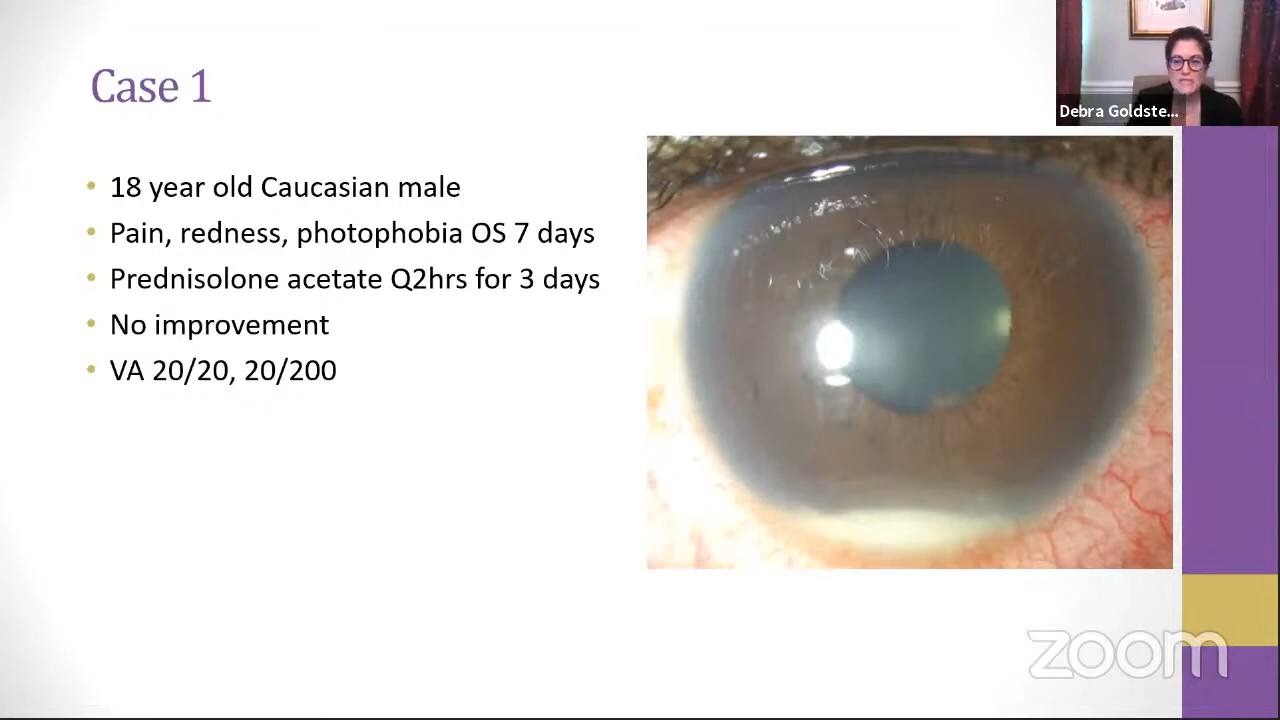 Case 1
Debra Goldste...
• 18 year old Caucasian male
• Pain, redness, photophobia OS 7 days
• Prednisolone acetate Q2hrs for 3 days
• No improvement
• VA 20/20, 20/200
zoom